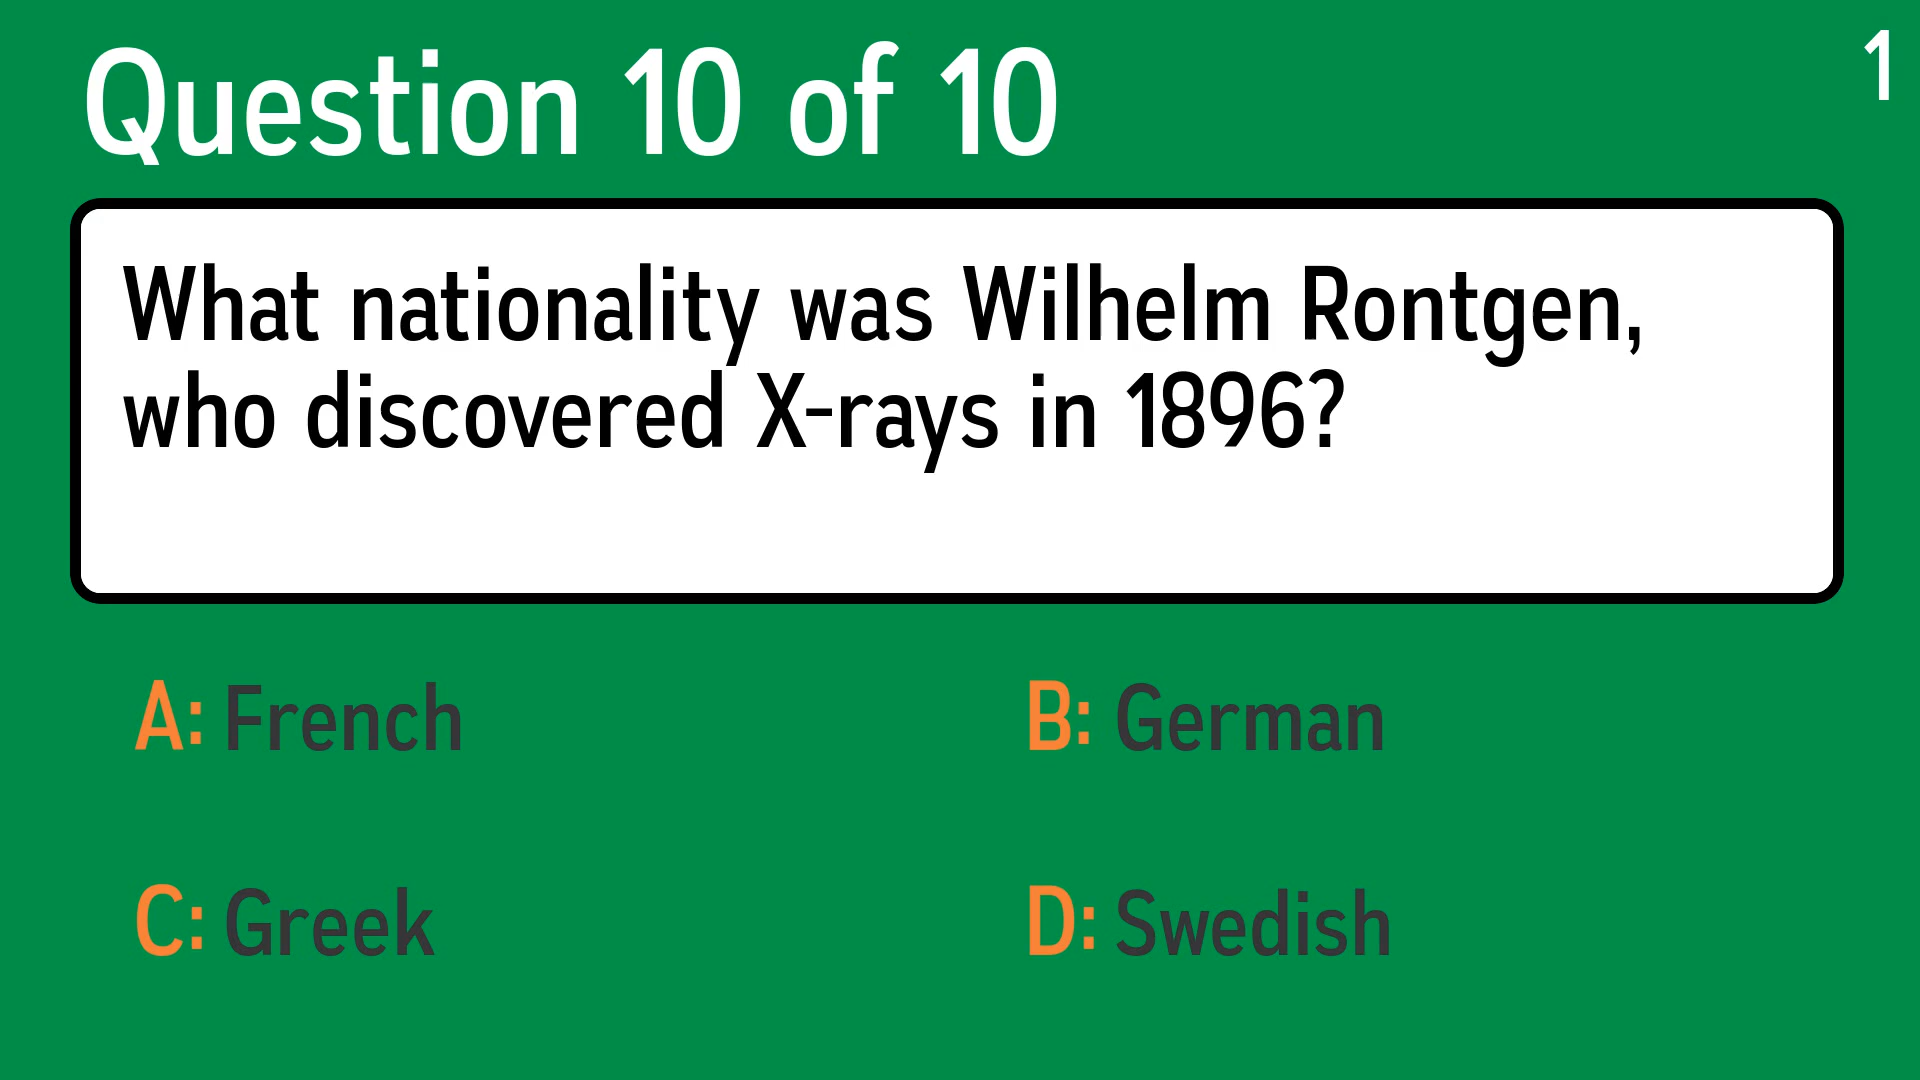 Question 10 of 10
1
What nationality was Wilhelm Rontgen,
who discovered X-rays in 1896?
A: French
B: German
C: Greek
D: Swedish